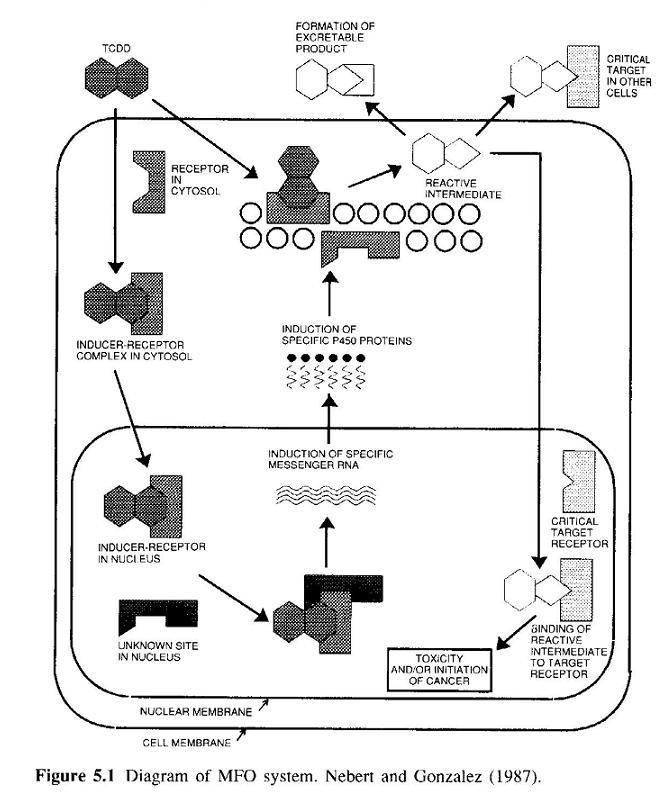 FORMATION OF
EXCRETABLE
PRODUCT
TCDD
CRITICAL
TARGET
IN OTHER
CELLS
RECEPTOR
IN
CYTOSOL
REACTIVE
INTERMEDIATE
INDUCER-RECEPTOR
COMPLEX IN CYTOSOL
INDUCTION OF
SPECIFIC P450 PROTEINS
INDUCTION OF SPECIFIC
MESSENGER RNA
CRITICAL
TARGET
RECEPTOR
INDUCER-RECEPTOR
IN NUCLEUS
UNKNOWN SITE
IN NUCLEUS
BINDING OF
REACTIVE
INTERMEDIATE
TO TARGET
RECEPTOR
TOXICITY
AND/OR INITIATION
OF CANCER
NUCLEAR MEMBRANE
CELL MEMBRANE
Figure 5.1 Diagram of MFO system. Nebert and Gonzalez (1987).